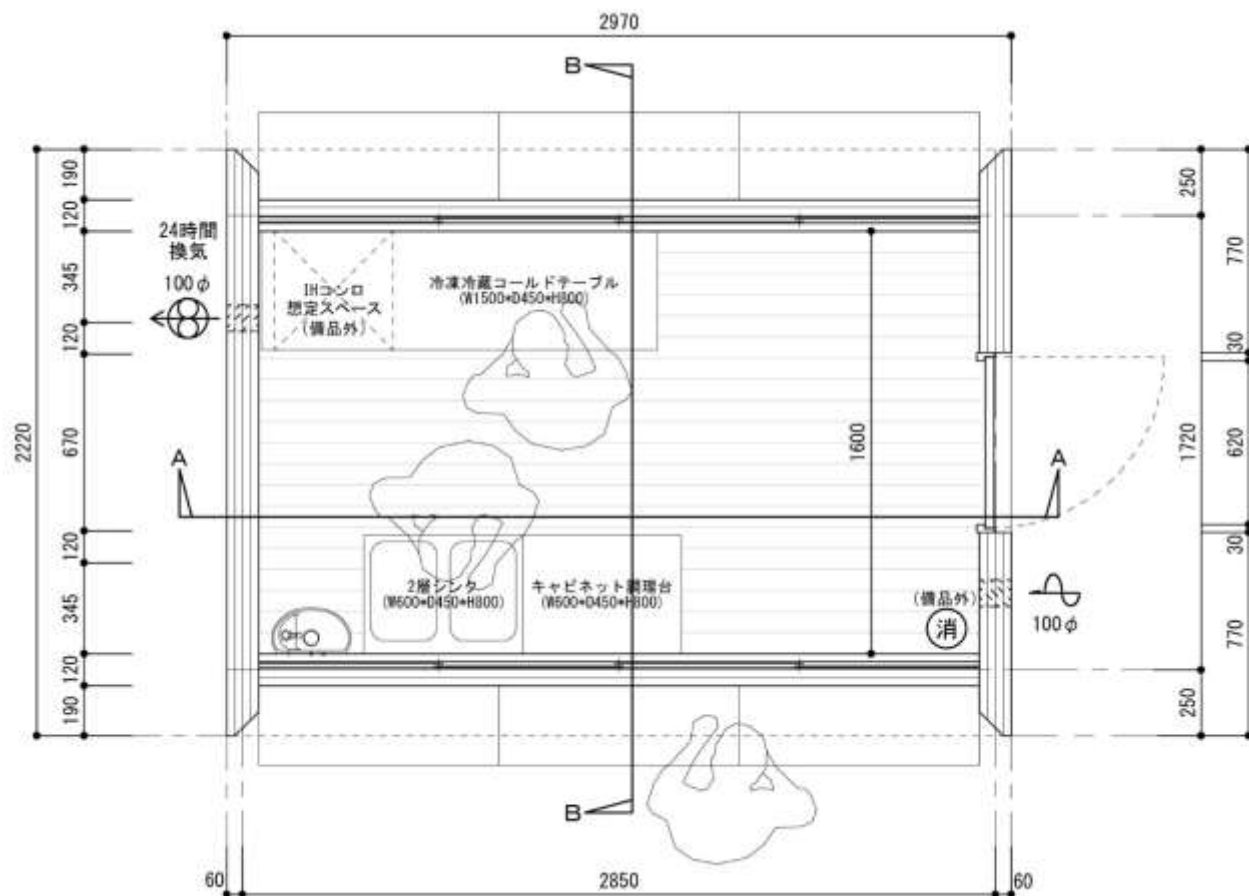 2970
B
190
120
345
120
670
120
345
120
190
2220
24時間
換気
100φ
IHコンロ
想定スペース
(備品外)
冷凍冷蔵コールドテーブル
(W1500*D450*H800)
250
770
30
620
1720
30
770
250
1600
A
A
2層シンク
(W600*D450*H800)
キャビネット調理台
(W600*D450*H800)
(備品外)
消
100φ
B
60
2850
60